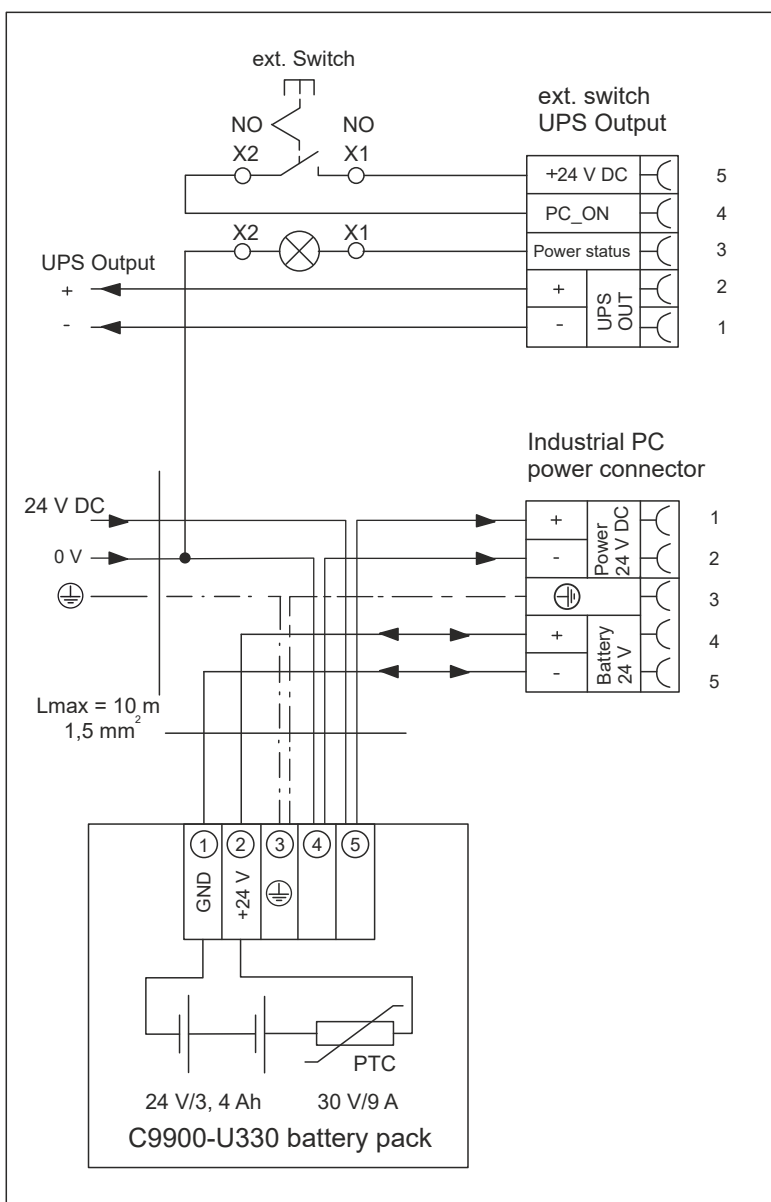 ext. Switch
NO NO
X2 X1
ext. switch
UPS Output
+24 V DC 5
PC_ON 4
X2 X1
Power status 3
UPS Output
+ + 2
- - 1
UPS
OUT
Industrial PC
power connector
24 V DC + 1
0 V - 2
Power
24 V DC
3
+ 4
- 5
Battery
24 V
Lmax = 10 m
1,5 mm²
1 2 3 4 5
GND +24 V
PTC
24 V/3, 4 Ah 30 V/9 A
C9900-U330 battery pack